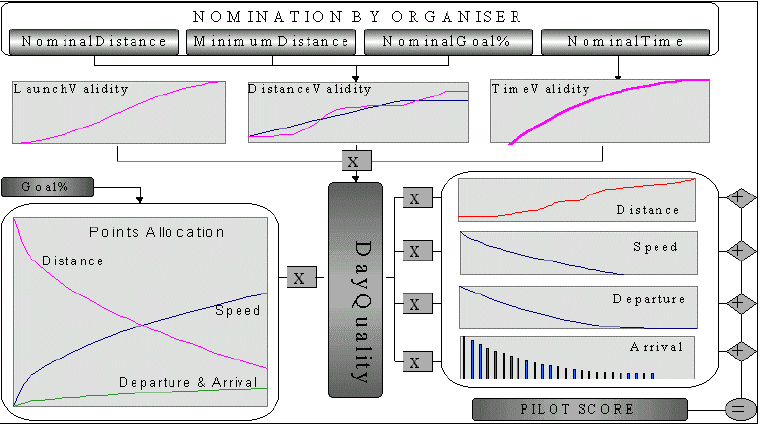 NOMINATION BY ORGANISER
NominalDistance MinimumDistance NominalGoal% NominalTime
LaunchValidity DistanceValidity TimeValidity
X
Goal%
Points Allocation
Distance
Speed
Departure & Arrival
X
DayQuality
X Distance +
X Speed +
X Departure +
X Arrival +
PILOT SCORE =